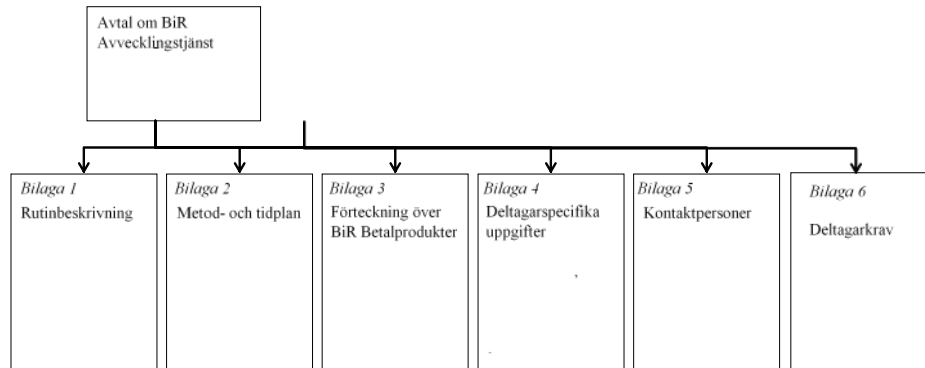 Avtal om BiR
Avvecklingstjänst
Bilaga 1
Rutinbeskrivning
Bilaga 2
Metod- och tidplan
Bilaga 3
Förteckning över
BiR Betalprodukter
Bilaga 4
Deltagarspecifika
uppgifter
Bilaga 5
Kontaktpersoner
Bilaga 6
Deltagarkrav